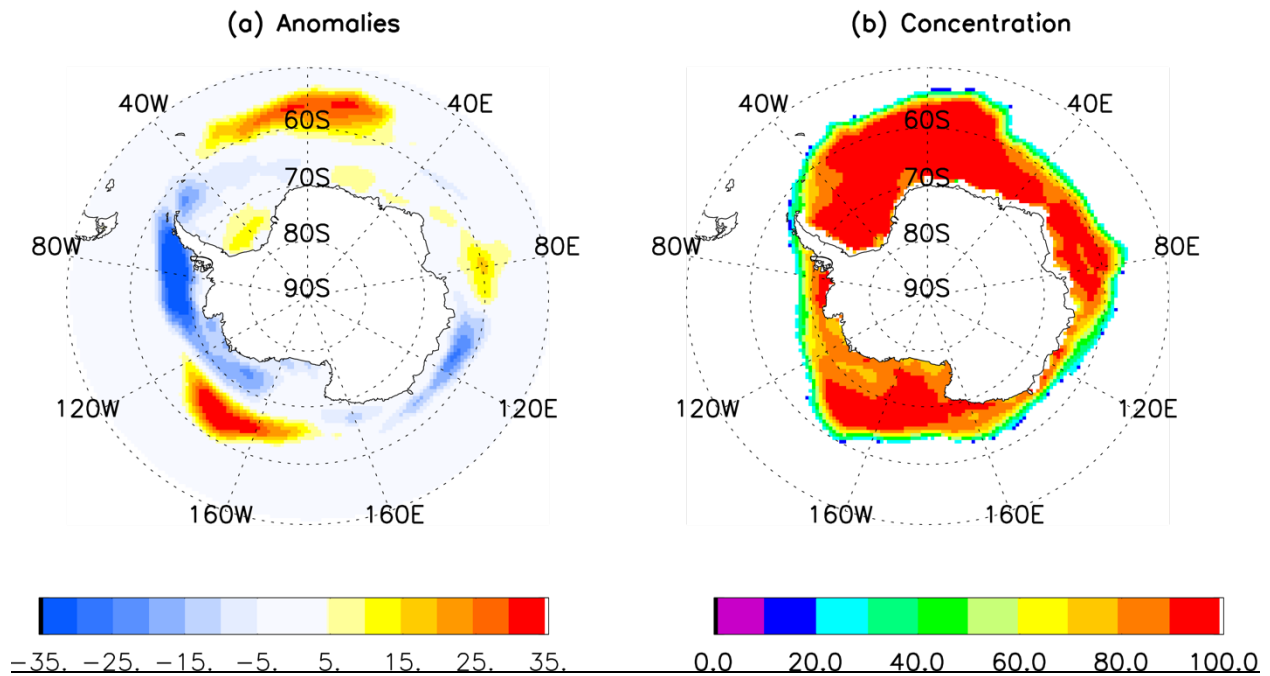 (a) Anomalies
(b) Concentration
40W
40E
60S
70S
80W
80S
80E
90S
120W
120E
160W
160E
40W
40E
60S
70S
80W
80S
80E
90S
120W
120E
160W
160E
-35. -25. -15. -5. 5. 15. 25. 35.
0.0 20.0 40.0 60.0 80.0 100.0